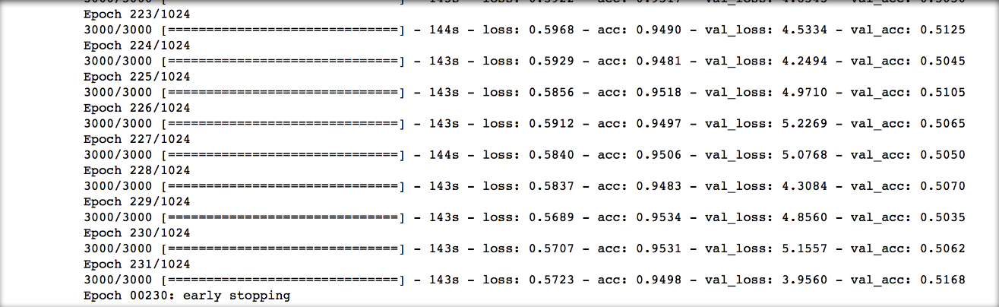 Epoch 223/1024
3000/3000 [==============================] - 144s - loss: 0.5968 - acc: 0.9490 - val_loss: 4.5334 - val_acc: 0.5125
Epoch 224/1024
3000/3000 [==============================] - 143s - loss: 0.5929 - acc: 0.9481 - val_loss: 4.2494 - val_acc: 0.5045
Epoch 225/1024
3000/3000 [==============================] - 143s - loss: 0.5856 - acc: 0.9518 - val_loss: 4.9710 - val_acc: 0.5105
Epoch 226/1024
3000/3000 [==============================] - 143s - loss: 0.5912 - acc: 0.9497 - val_loss: 5.2269 - val_acc: 0.5065
Epoch 227/1024
3000/3000 [==============================] - 144s - loss: 0.5840 - acc: 0.9506 - val_loss: 5.0768 - val_acc: 0.5050
Epoch 228/1024
3000/3000 [==============================] - 143s - loss: 0.5837 - acc: 0.9483 - val_loss: 4.3084 - val_acc: 0.5070
Epoch 229/1024
3000/3000 [==============================] - 143s - loss: 0.5689 - acc: 0.9534 - val_loss: 4.8560 - val_acc: 0.5035
Epoch 230/1024
3000/3000 [==============================] - 143s - loss: 0.5707 - acc: 0.9531 - val_loss: 5.1557 - val_acc: 0.5062
Epoch 231/1024
3000/3000 [==============================] - 143s - loss: 0.5723 - acc: 0.9498 - val_loss: 3.9560 - val_acc: 0.5168
Epoch 00230: early stopping